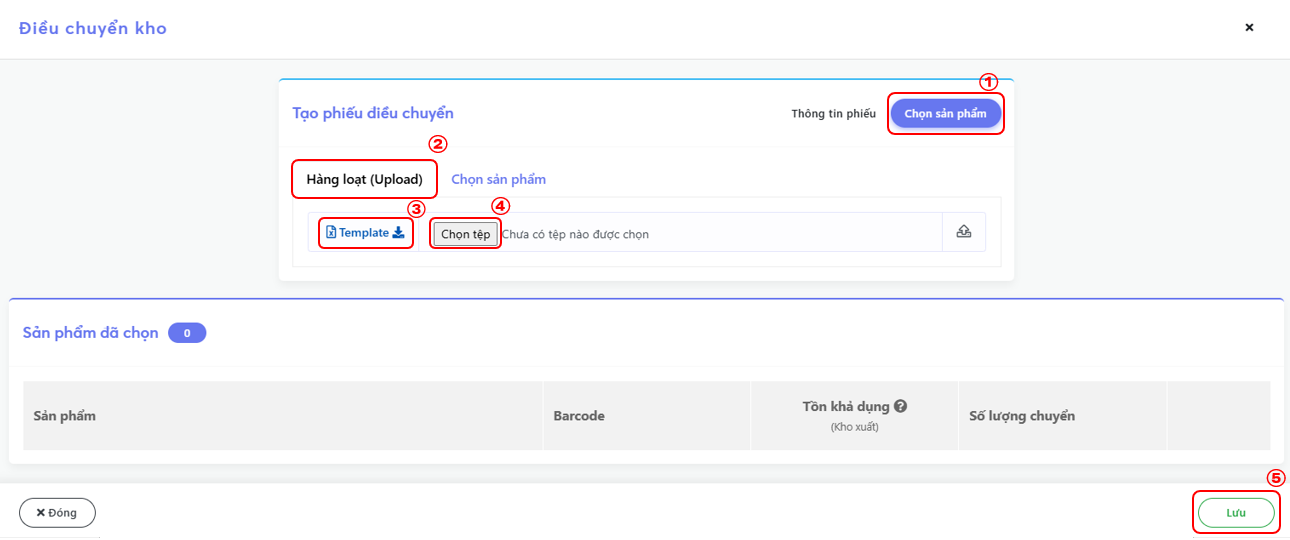 Điều chuyển kho
×
①
Tạo phiếu điều chuyển
Thông tin phiếu
Chọn sản phẩm
②
Hàng loạt (Upload)
Chọn sản phẩm
③
④
Template
Chọn tệp
Chưa có tệp nào được chọn
Sản phẩm đã chọn
0
Sản phẩm
Barcode
Tồn khả dụng ?
(Kho xuất)
Số lượng chuyển
⑤
× Đóng
Lưu